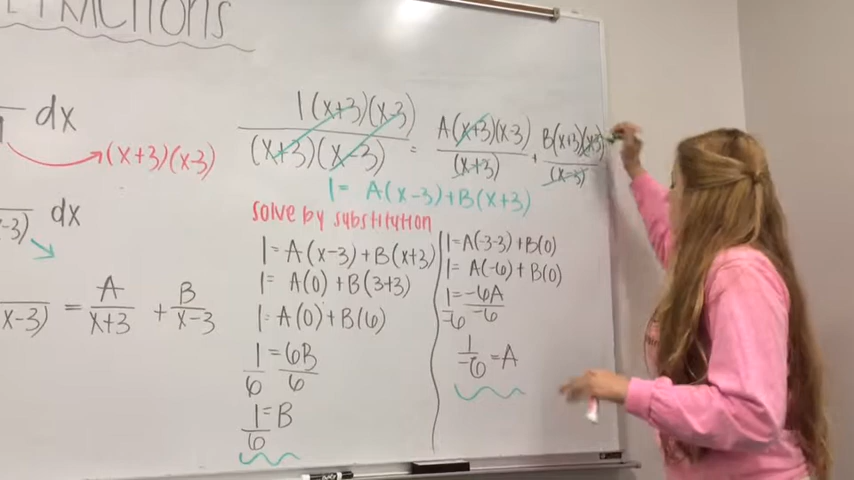 dx
(x+3)(x-3)
x-3) dx
x-3) = A/x+3 + B/x-3
1(x+3)(x-3)/(x+3)(x-3) = A(x+3)(x-3)/(x+3) + B(x+3)(x-3)/(x-3)
1= A(x-3)+B(x+3)
solve by substitution
1=A(x-3)+B(x+3)
1= A(0)+B(3+3)
1=A(0)+B(6)
1/6=6B/6
1/6=B
1=A(-3-3)+B(0)
1=A(-6)+B(0)
1/-6=-6A/-6
1/-6=A